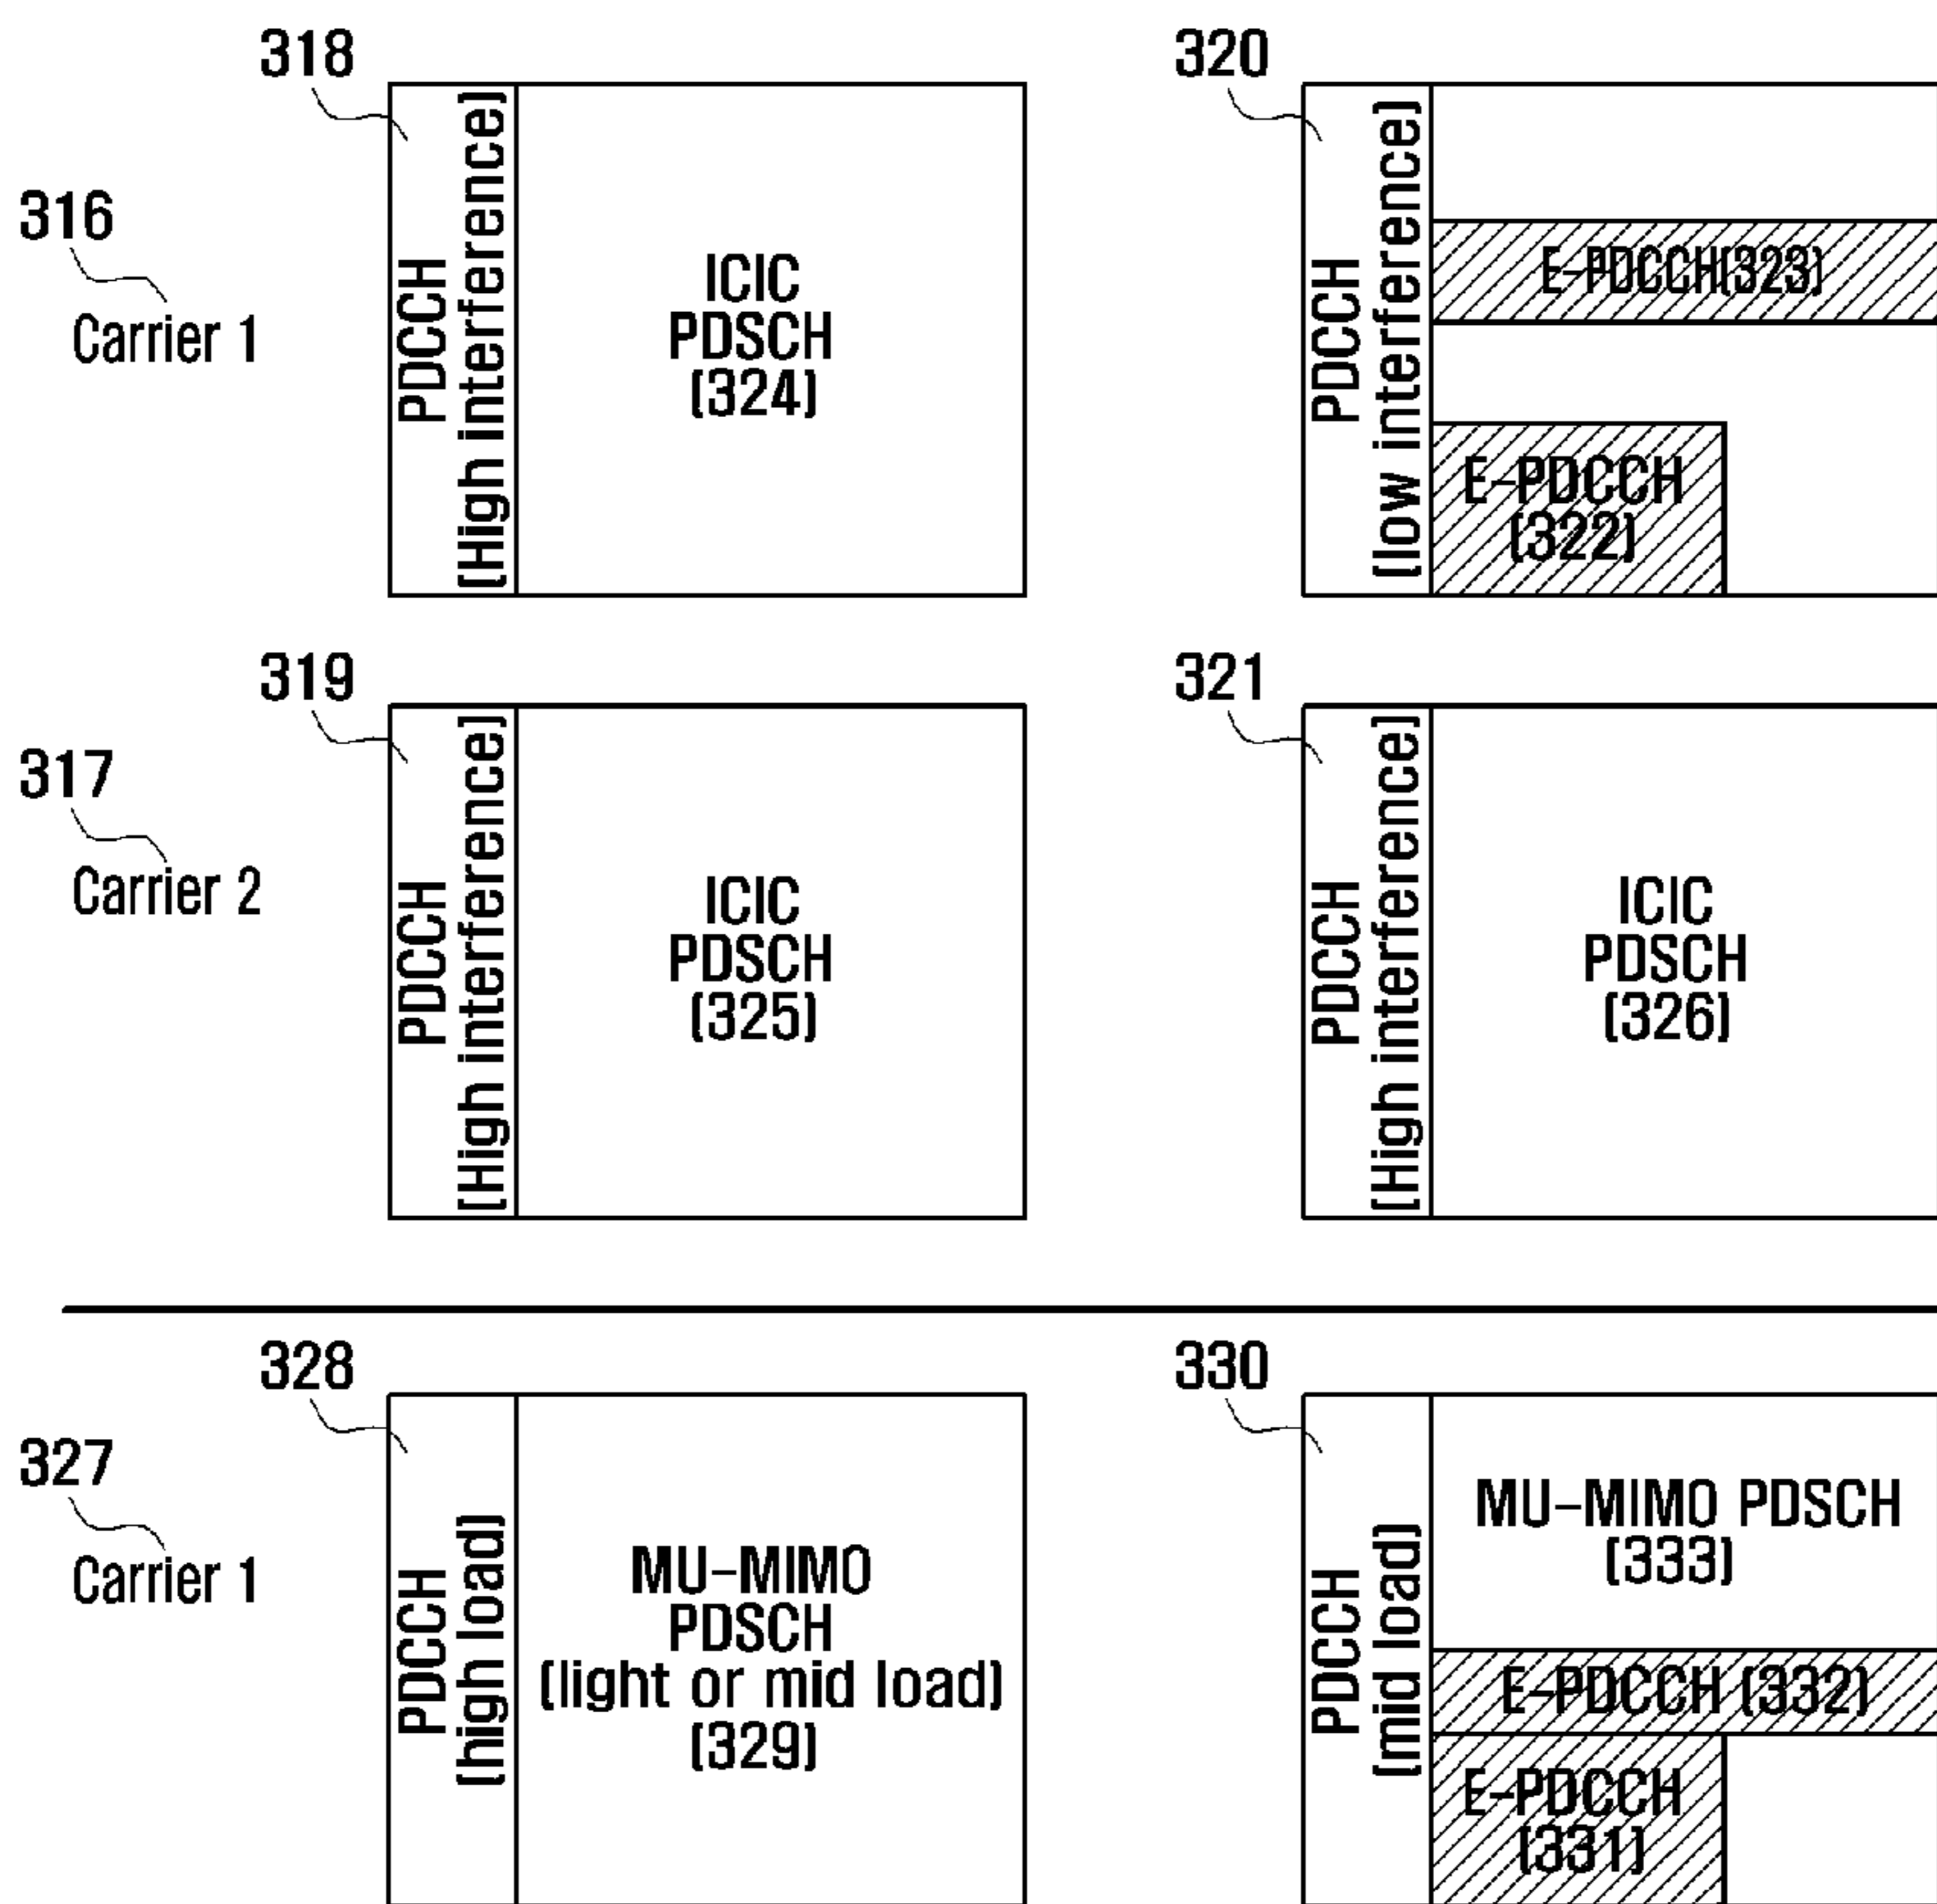 318
320
316
Carrier 1
PDCCH
(High interference)
ICIC
PDSCH
(324)
PDCCH
(low interference)
E-PDCCH(323)
E-PDCCH
(322)
319
321
317
Carrier 2
PDCCH
(High interference)
ICIC
PDSCH
(325)
PDCCH
(High interference)
ICIC
PDSCH
(326)
328
330
327
Carrier 1
PDCCH
(high load)
MU-MIMO
PDSCH
(light or mid load)
(329)
PDCCH
(mid load)
MU-MIMO PDSCH
(333)
E-PDCCH (332)
E-PDCCH
(331)